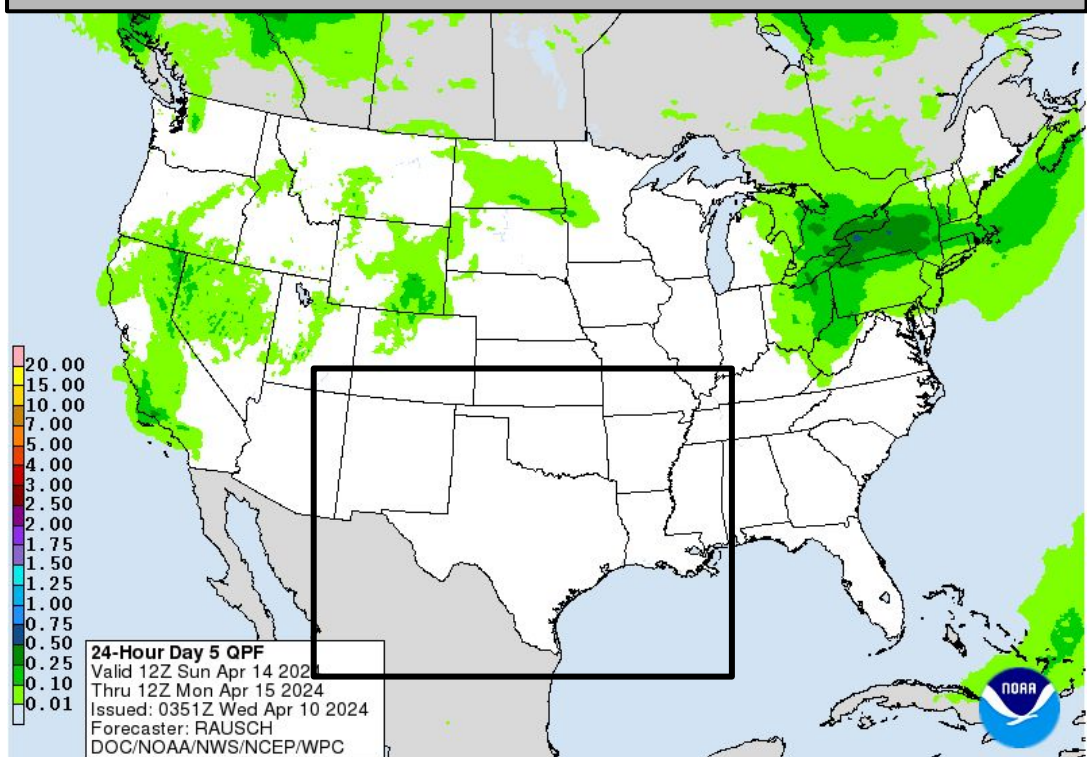 20.00
15.00
10.00
7.00
5.00
4.00
3.00
2.50
2.00
1.75
1.50
1.25
1.00
0.75
0.50
0.25
0.10
0.01
24-Hour Day 5 QPF
Valid 12Z Sun Apr 14 2024
Thru 12Z Mon Apr 15 2024
Issued: 0351Z Wed Apr 10 2024
Forecaster: RAUSCH
DOC/NOAA/NWS/NCEP/WPC
NOAA